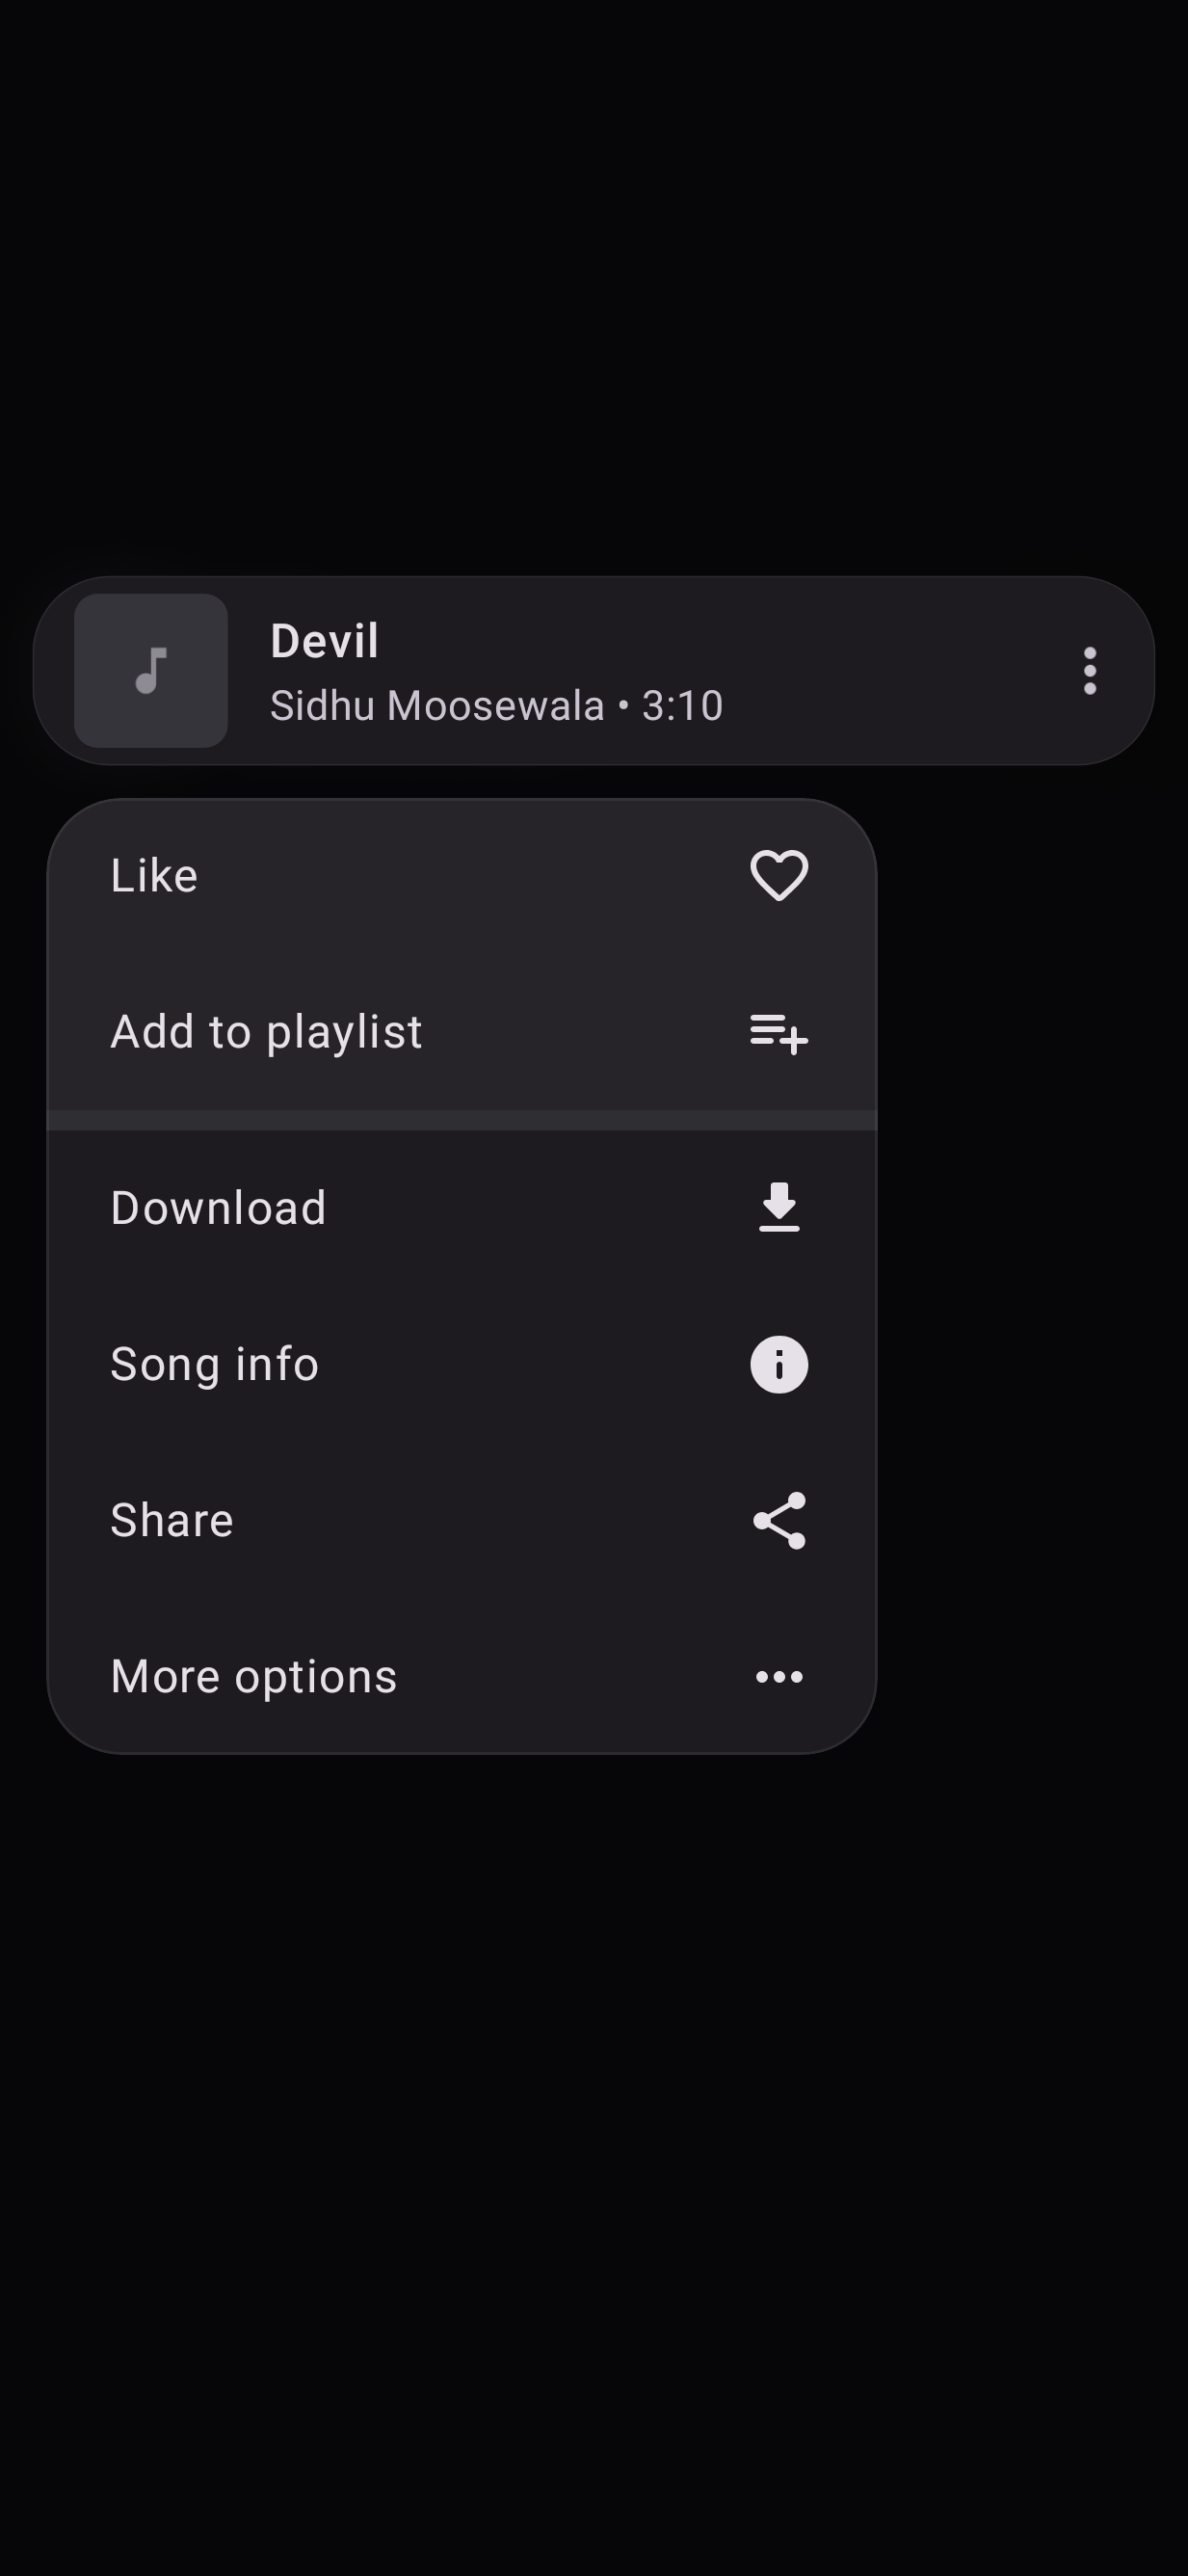 Devil
Sidhu Moosewala • 3:10
Like
Add to playlist
Download
Song info
Share
More options